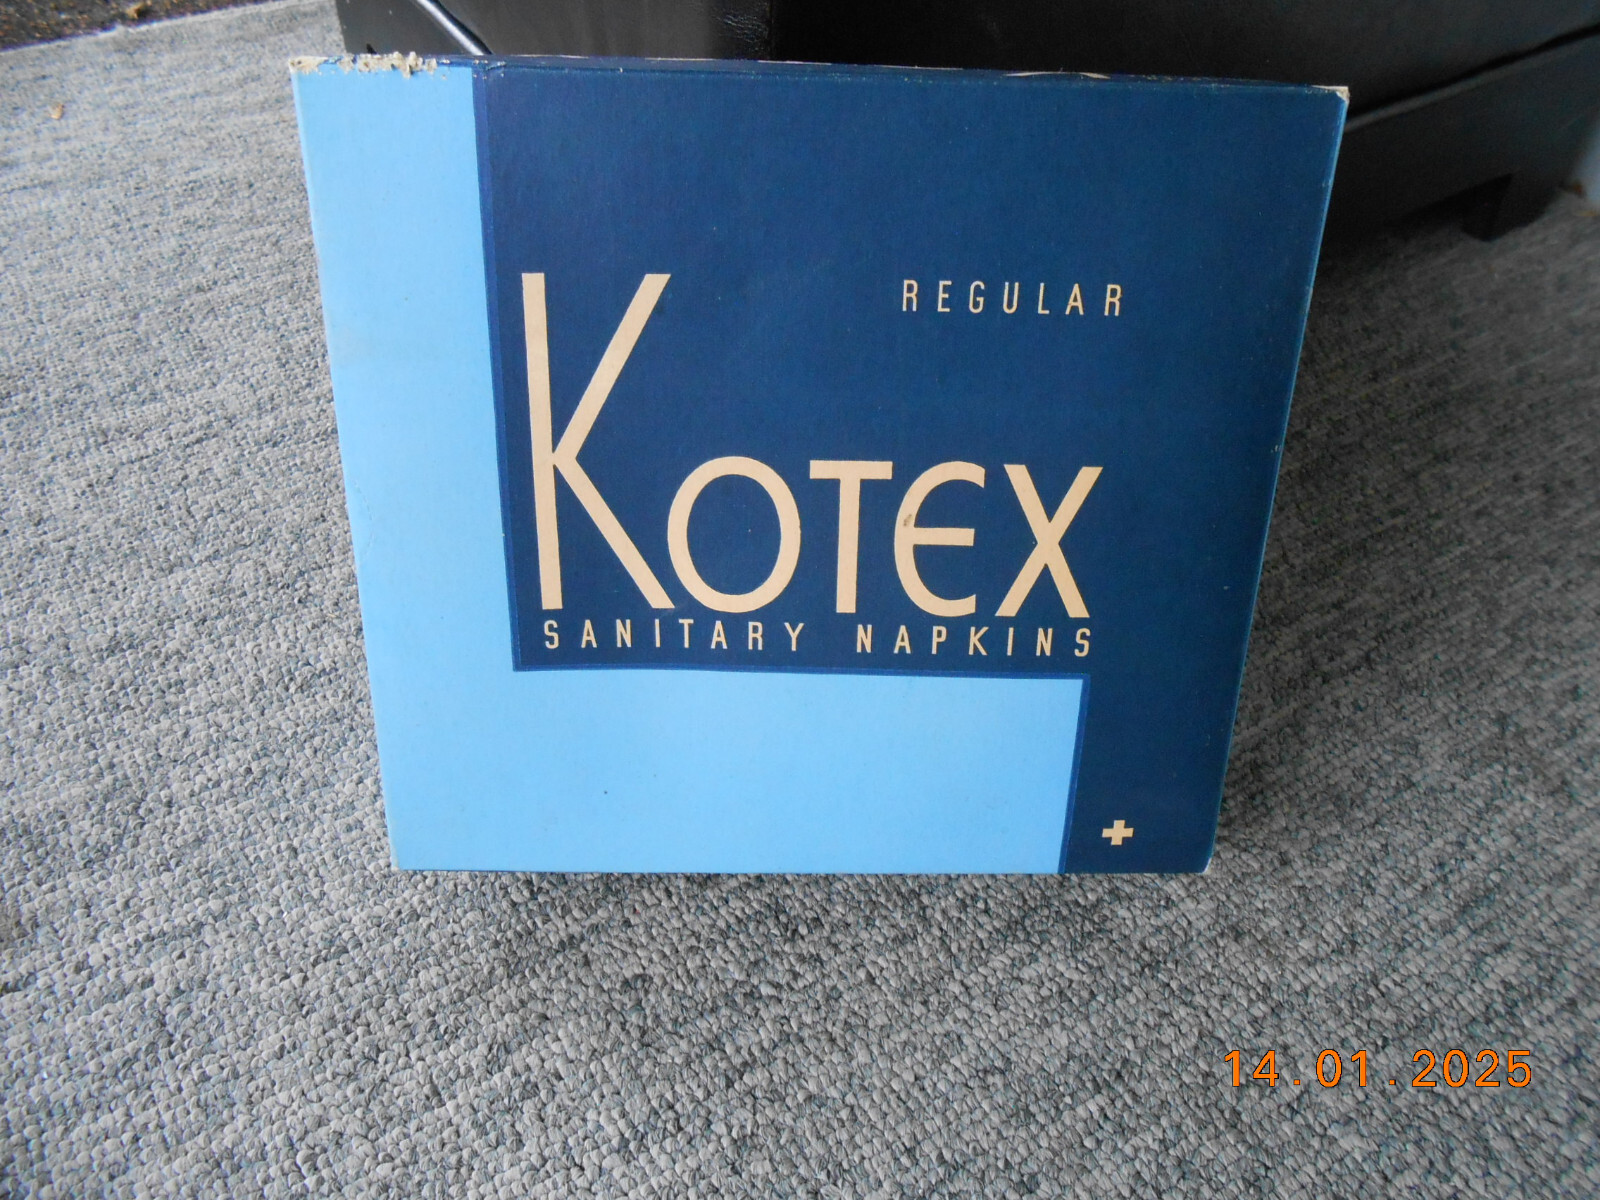 REGULAR
KOTEX
SANITARY NAPKINS
14.01.2025